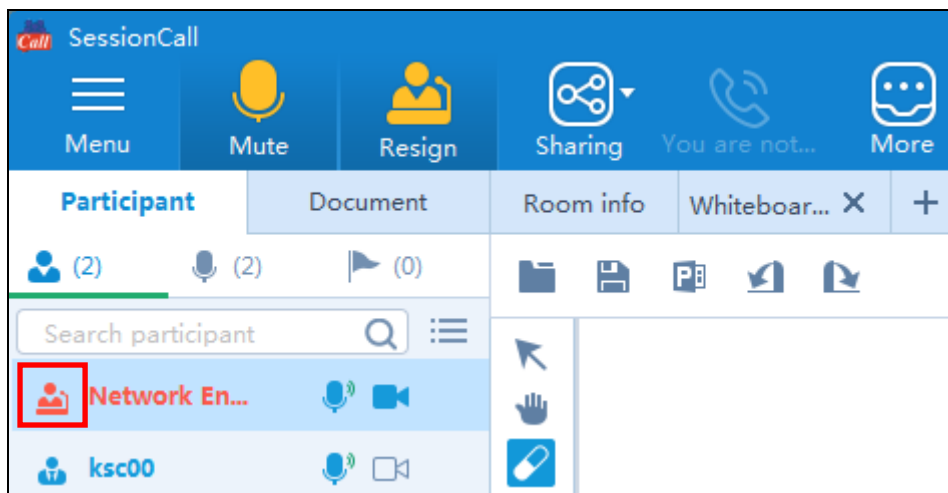 Call SessionCall
Menu Mute Resign Sharing You are not... More
Participant Document Room info Whiteboar... X +
(2) (2) (0)
Search participant
Network En...
ksc00